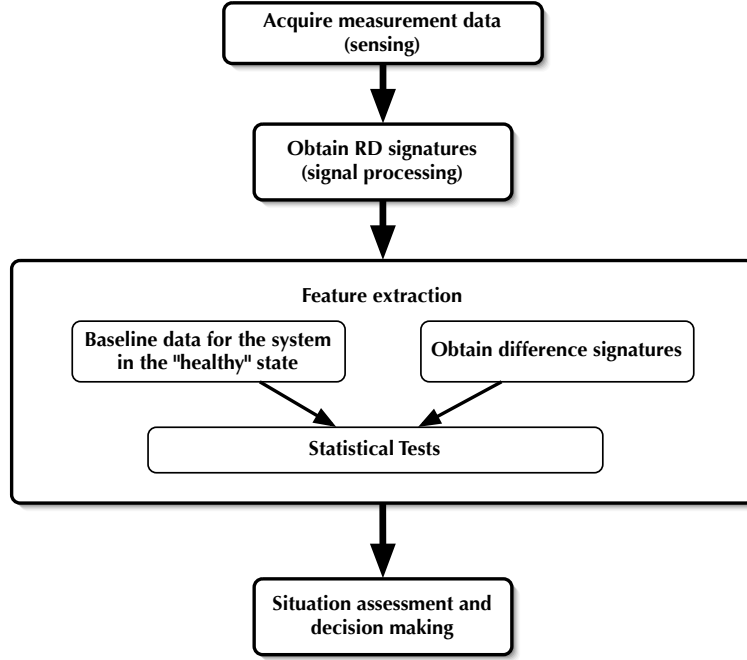 Acquire measurement data
(sensing)
Obtain RD signatures
(signal processing)
Feature extraction
Baseline data for the system
in the "healthy" state
Obtain difference signatures
Statistical Tests
Situation assessment and
decision making